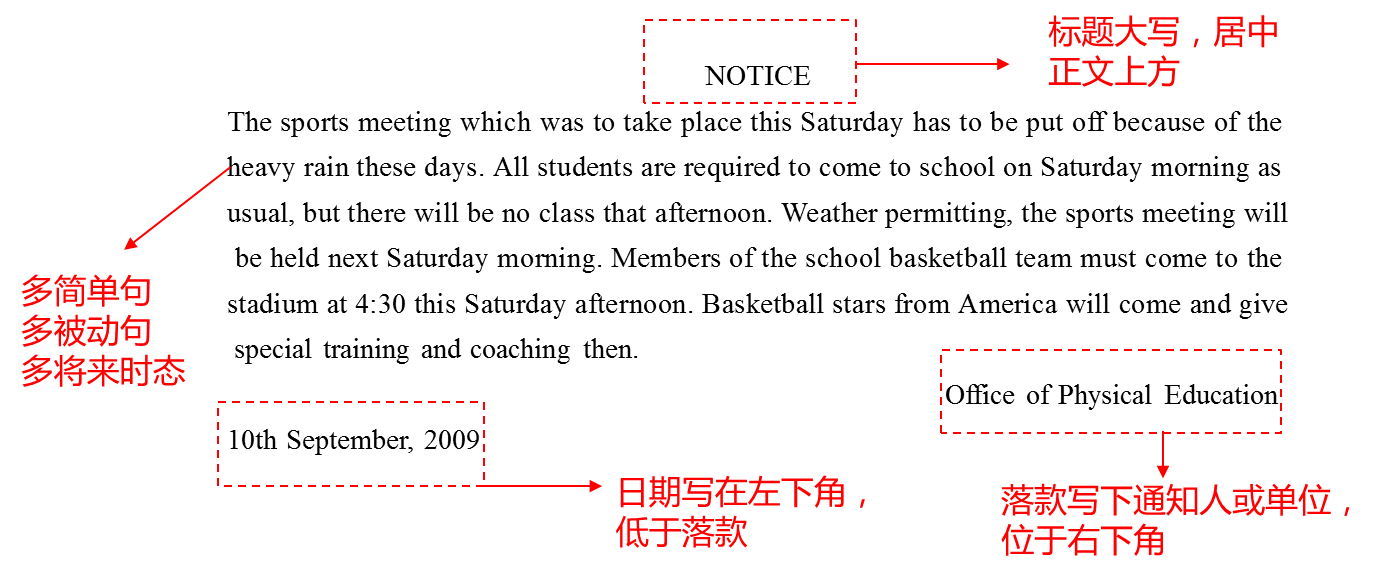 标题大写，居中
正文上方
NOTICE
The sports meeting which was to take place this Saturday has to be put off because of the
heavy rain these days. All students are required to come to school on Saturday morning as
usual, but there will be no class that afternoon. Weather permitting, the sports meeting will
be held next Saturday morning. Members of the school basketball team must come to the
stadium at 4:30 this Saturday afternoon. Basketball stars from America will come and give
special training and coaching then.
多简单句
多被动句
多将来时态
Office of Physical Education
10th September, 2009
日期写在左下角，
低于落款
落款写下通知人或单位，
位于右下角